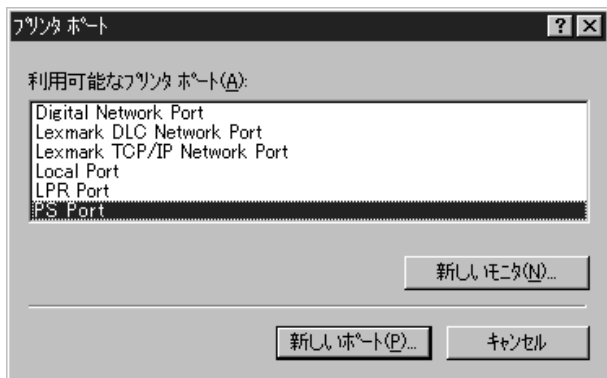 プリンタ ポート
利用可能なプリンタ ポート(A):
Digital Network Port
Lexmark DLC Network Port
Lexmark TCP/IP Network Port
Local Port
LPR Port
PS Port
新しいモニタ(N)...
新しいポート(P)...
キャンセル